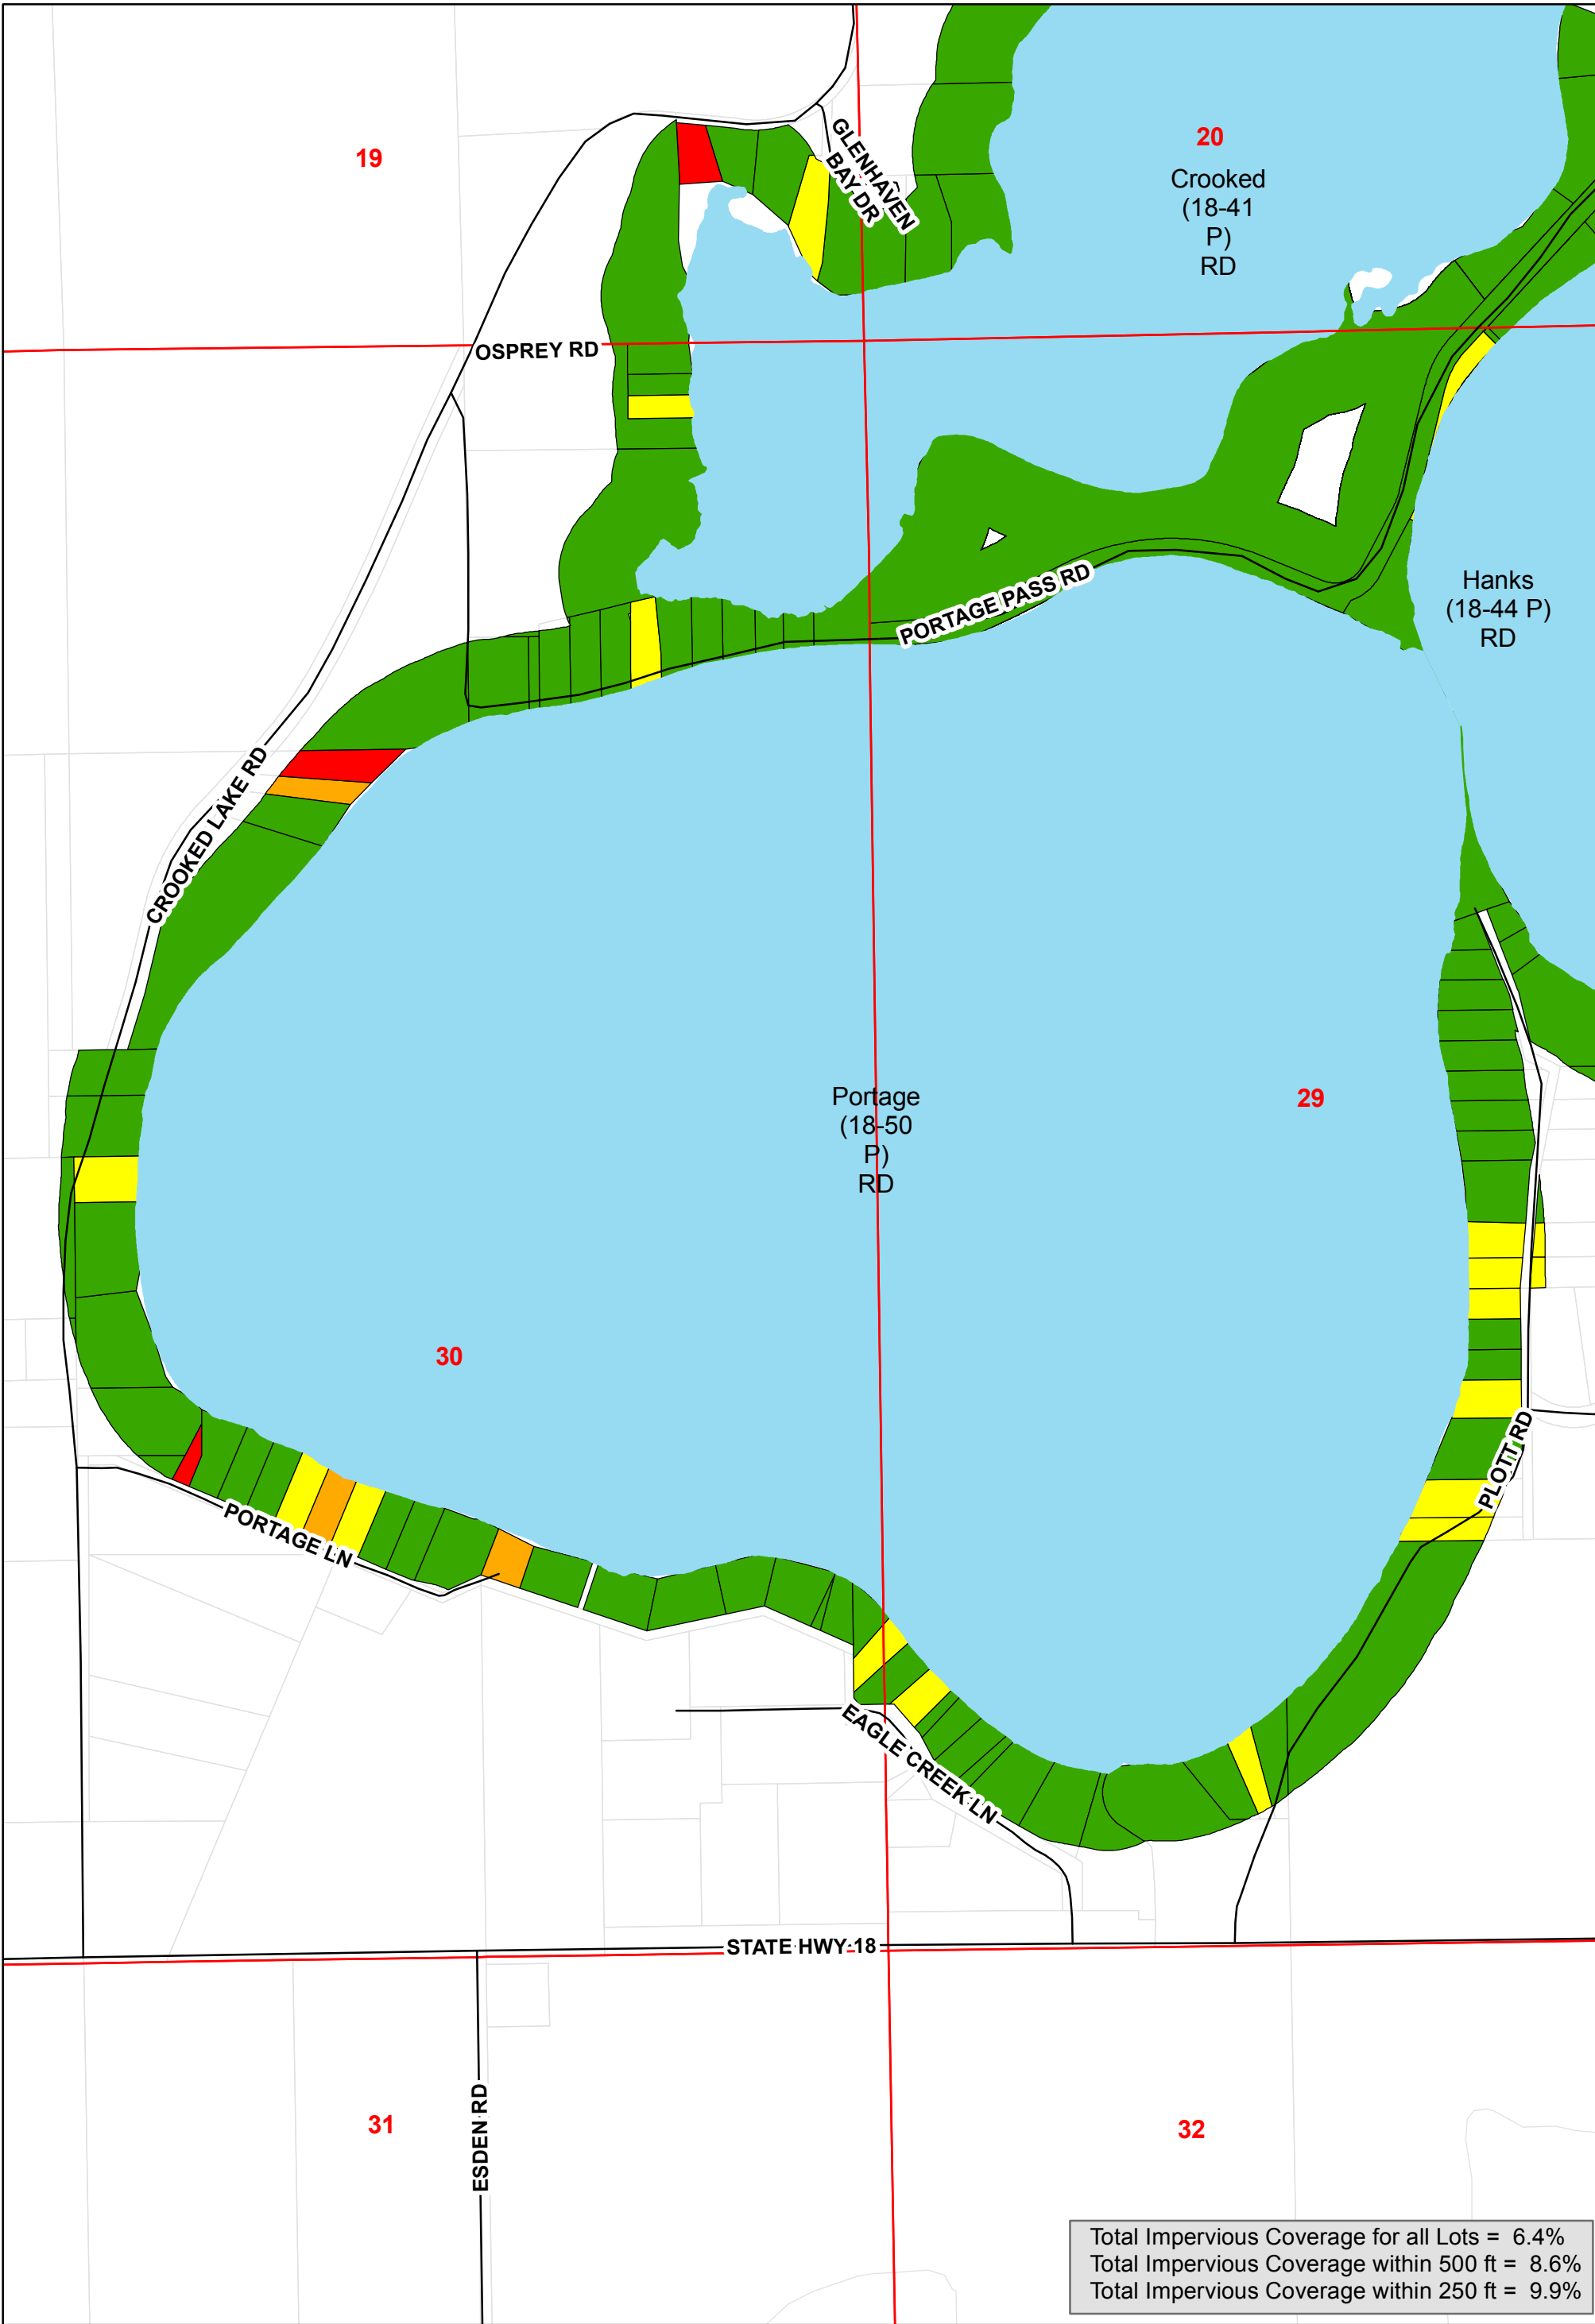 19
GLENHAVEN
BAY DR
20
Crooked
(18-41
P)
RD
OSPREY RD
PORTAGE PASS RD
Hanks
(18-44 P)
RD
CROOKED LAKE RD
Portage
(18-50
P)
RD
29
30
PLOTT RD
PORTAGE LN
EAGLE CREEK LN
STATE HWY 18
31
ESDEN RD
32
Total Impervious Coverage for all Lots = 6.4%
Total Impervious Coverage within 500 ft = 8.6%
Total Impervious Coverage within 250 ft = 9.9%